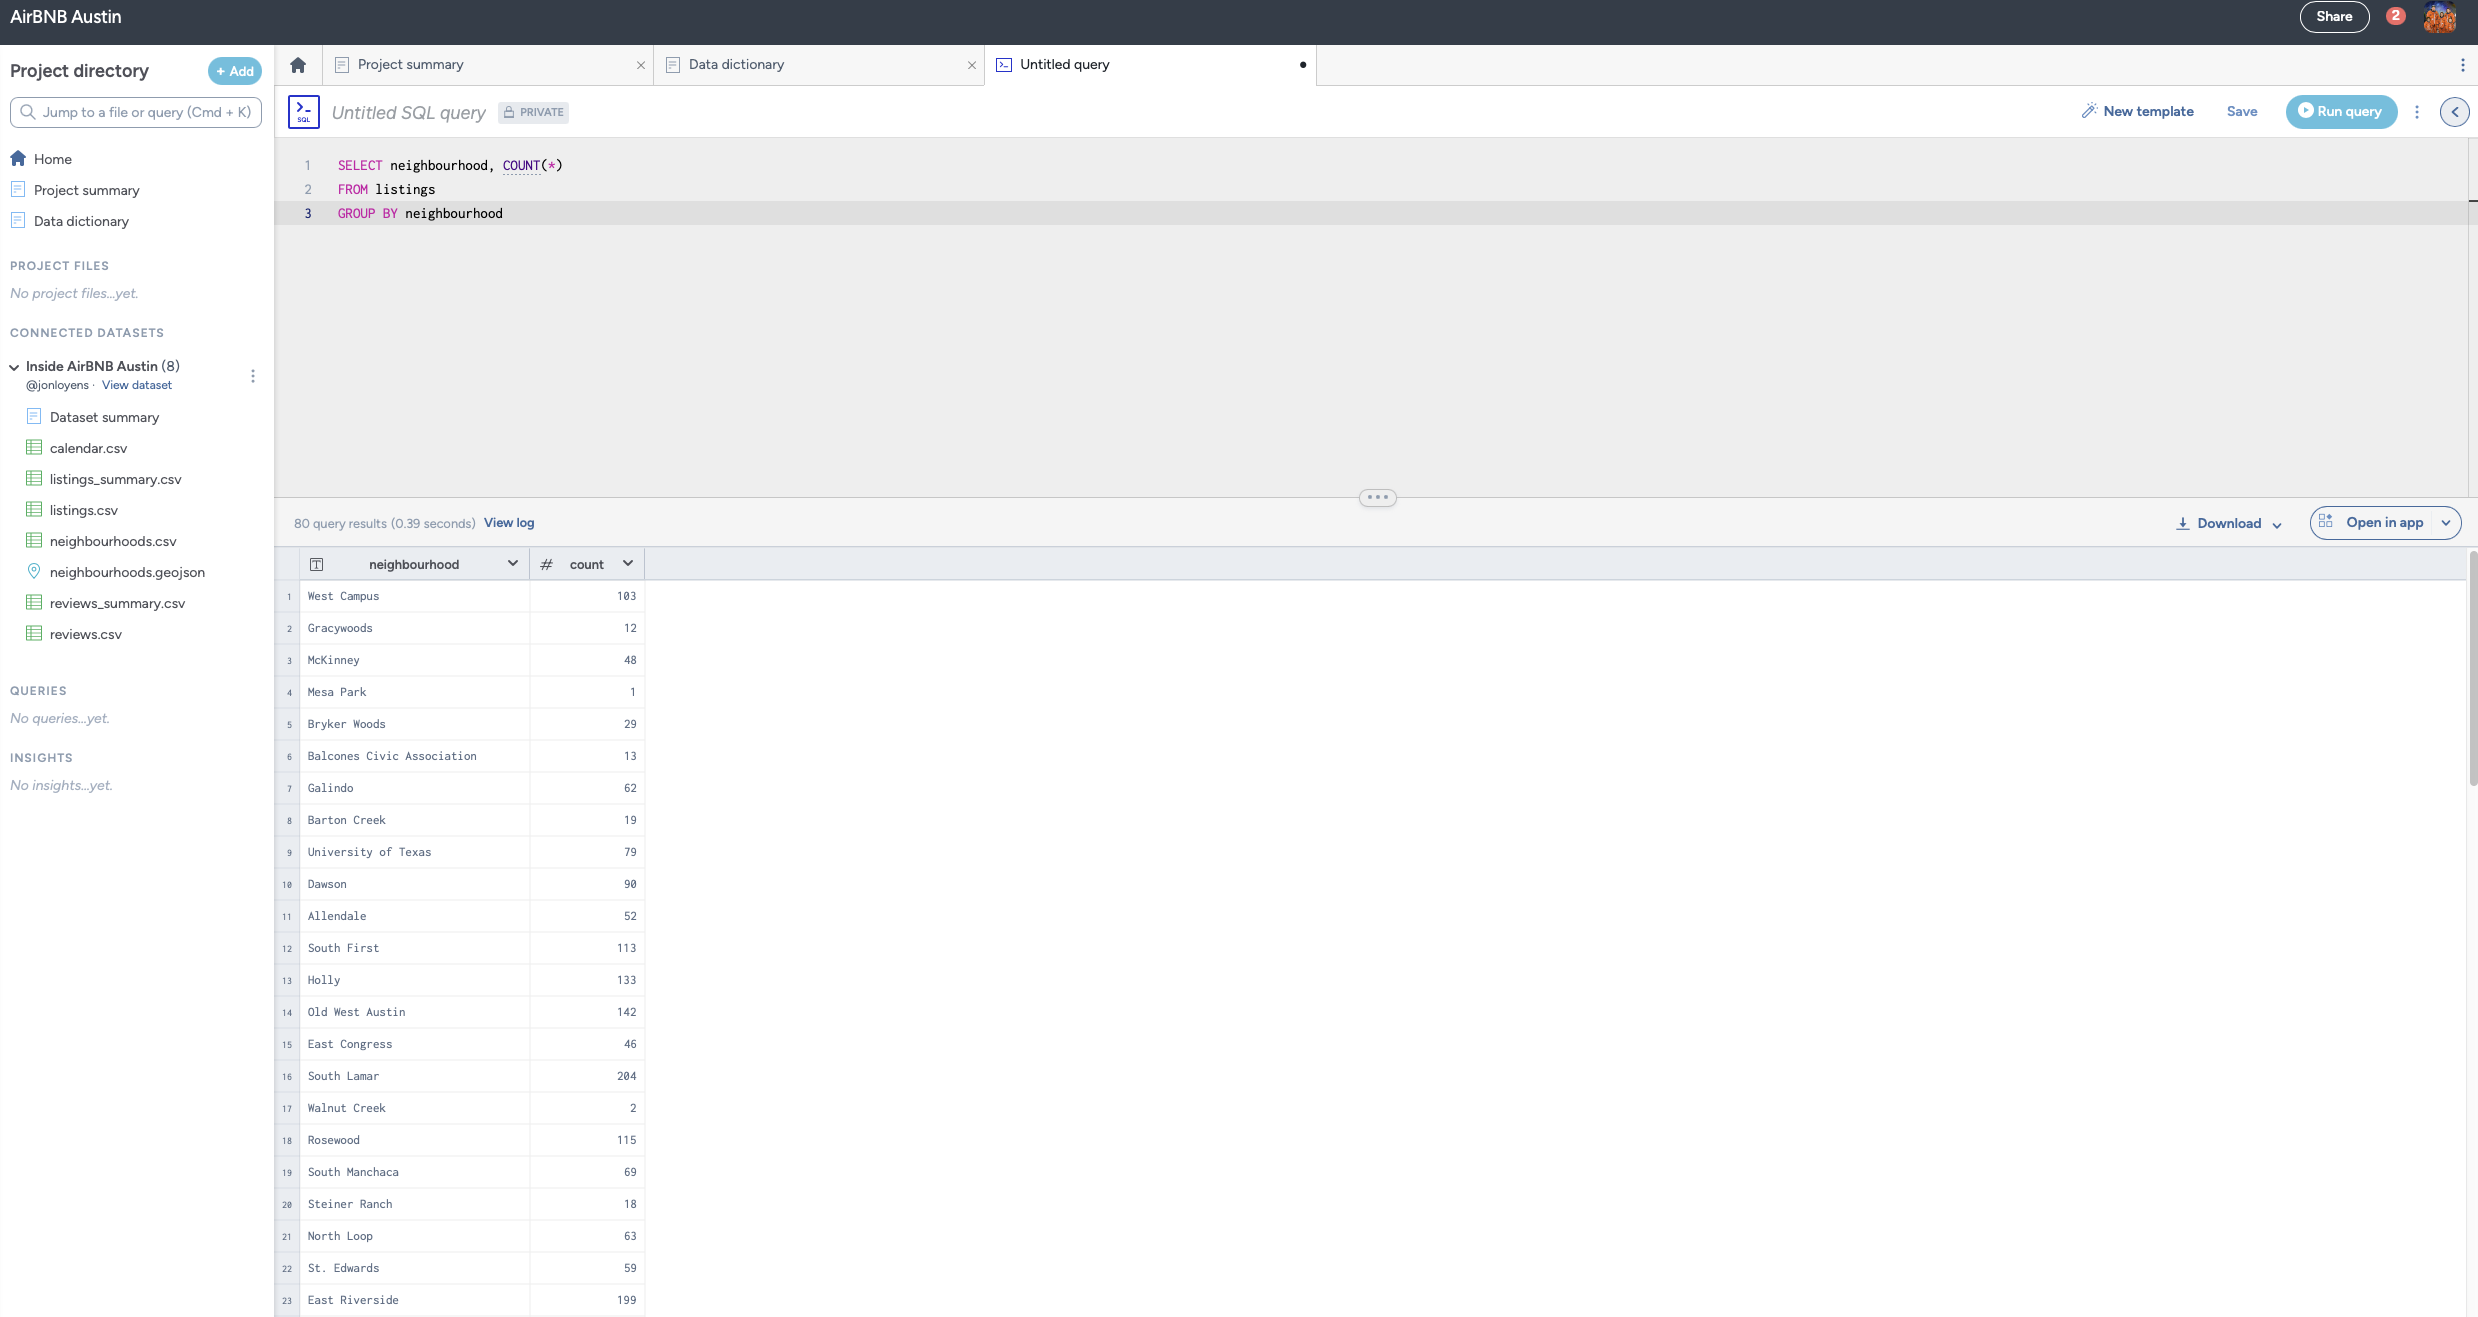 AirBNB Austin
Share
2
Project directory
+ Add
Jump to a file or query (Cmd + K)
Home
Project summary
Data dictionary
PROJECT FILES
No project files...yet.
CONNECTED DATASETS
Inside AirBNB Austin (8)
@jonloyens · View dataset
Dataset summary
calendar.csv
listings_summary.csv
listings.csv
neighbourhoods.csv
neighbourhoods.geojson
reviews_summary.csv
reviews.csv
QUERIES
No queries...yet.
INSIGHTS
No insights...yet.
Project summary
Data dictionary
Untitled query
SQL
Untitled SQL query
PRIVATE
New template
Save
Run query
1 SELECT neighbourhood, COUNT(*)
2 FROM listings
3 GROUP BY neighbourhood
80 query results (0.39 seconds) View log
Download
Open in app
neighbourhood # count
1 West Campus 103
2 Gracywoods 12
3 McKinney 48
4 Mesa Park 1
5 Bryker Woods 29
6 Balcones Civic Association 13
7 Galindo 62
8 Barton Creek 19
9 University of Texas 79
10 Dawson 90
11 Allendale 52
12 South First 113
13 Holly 133
14 Old West Austin 142
15 East Congress 46
16 South Lamar 204
17 Walnut Creek 2
18 Rosewood 115
19 South Manchaca 69
20 Steiner Ranch 18
21 North Loop 63
22 St. Edwards 59
23 East Riverside 199